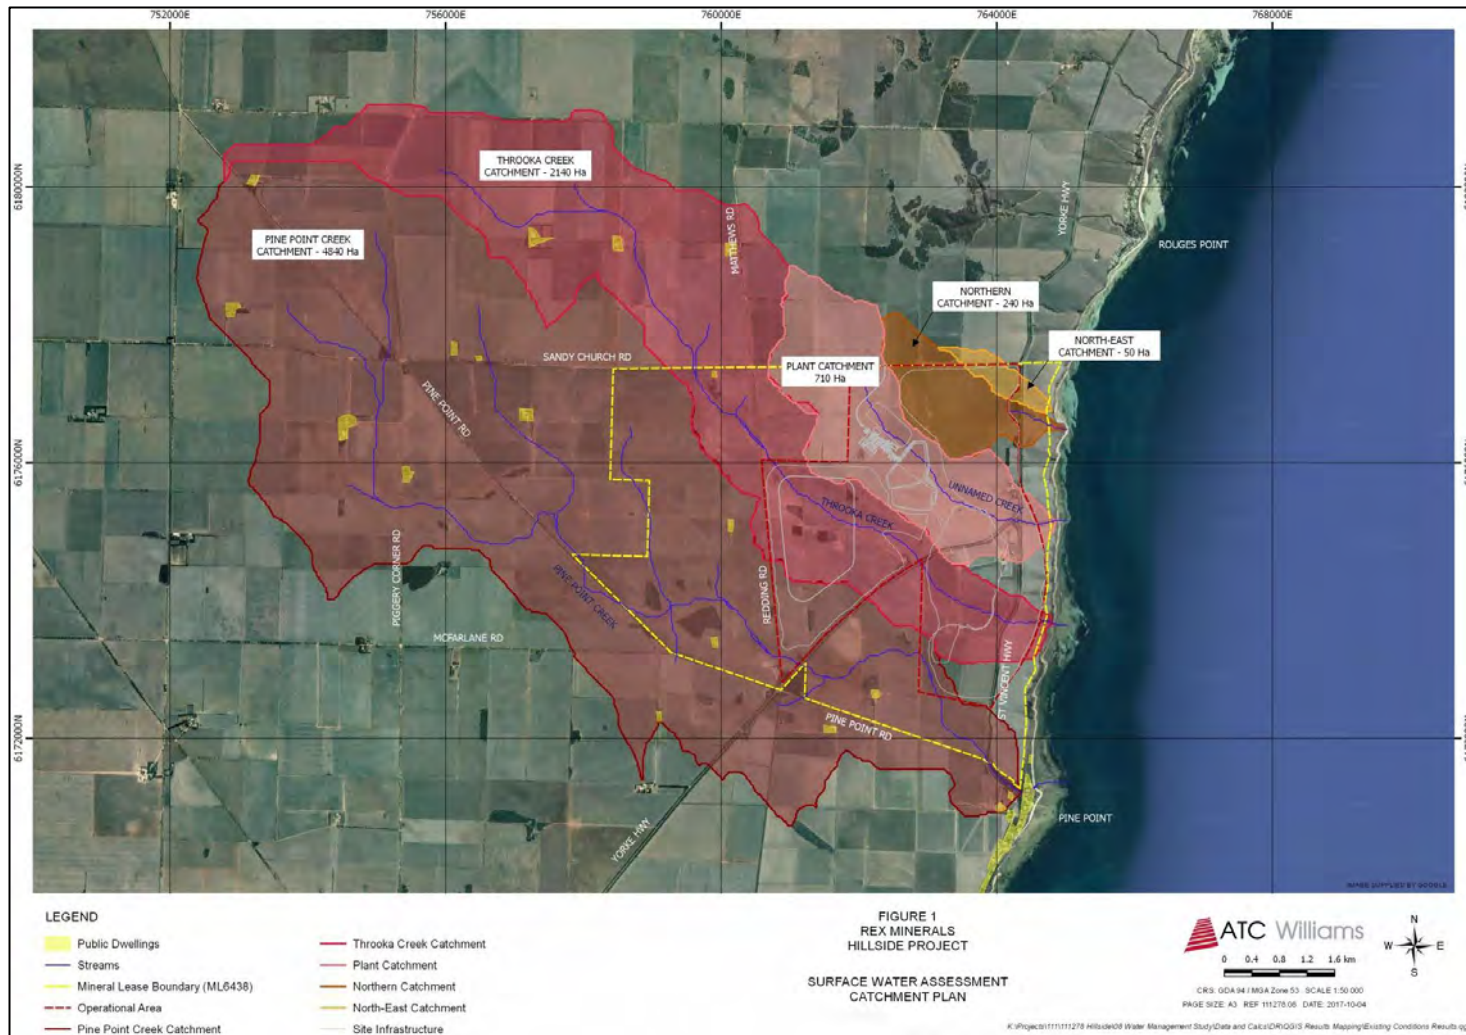 752000E
756000E
760000E
764000E
768000E
6180000N
6176000N
6172000N
THROOKA CREEK
CATCHMENT - 2140 Ha
PINE POINT CREEK
CATCHMENT - 4840 Ha
MATTHEWS RD
YORKE HWY
ROUGES POINT
NORTHERN
CATCHMENT - 240 Ha
NORTH-EAST
CATCHMENT - 50 Ha
PLANT CATCHMENT
710 Ha
SANDY CHURCH RD
PINE POINT RD
UNNAMED CREEK
THROOKA CREEK
PIGGERY CORNER RD
PINE POINT CREEK
REDDING RD
MCFARLANE RD
ST VINCENT HWY
PINE POINT RD
YORKE HWY
PINE POINT
IMAGE SUPPLIED BY GOOGLE
LEGEND
Public Dwellings
Streams
Mineral Lease Boundary (ML6438)
Operational Area
Pine Point Creek Catchment
Throoka Creek Catchment
Plant Catchment
Northern Catchment
North-East Catchment
Site Infrastructure
FIGURE 1
REX MINERALS
HILLSIDE PROJECT
SURFACE WATER ASSESSMENT
CATCHMENT PLAN
ATC Williams
0 0.4 0.8 1.2 1.6 km
N
W E
S
CRS: GDA 94 / MGA Zone 53 SCALE 1:50 000
PAGE SIZE: A3 REF 111278.08 DATE: 2017-10-04